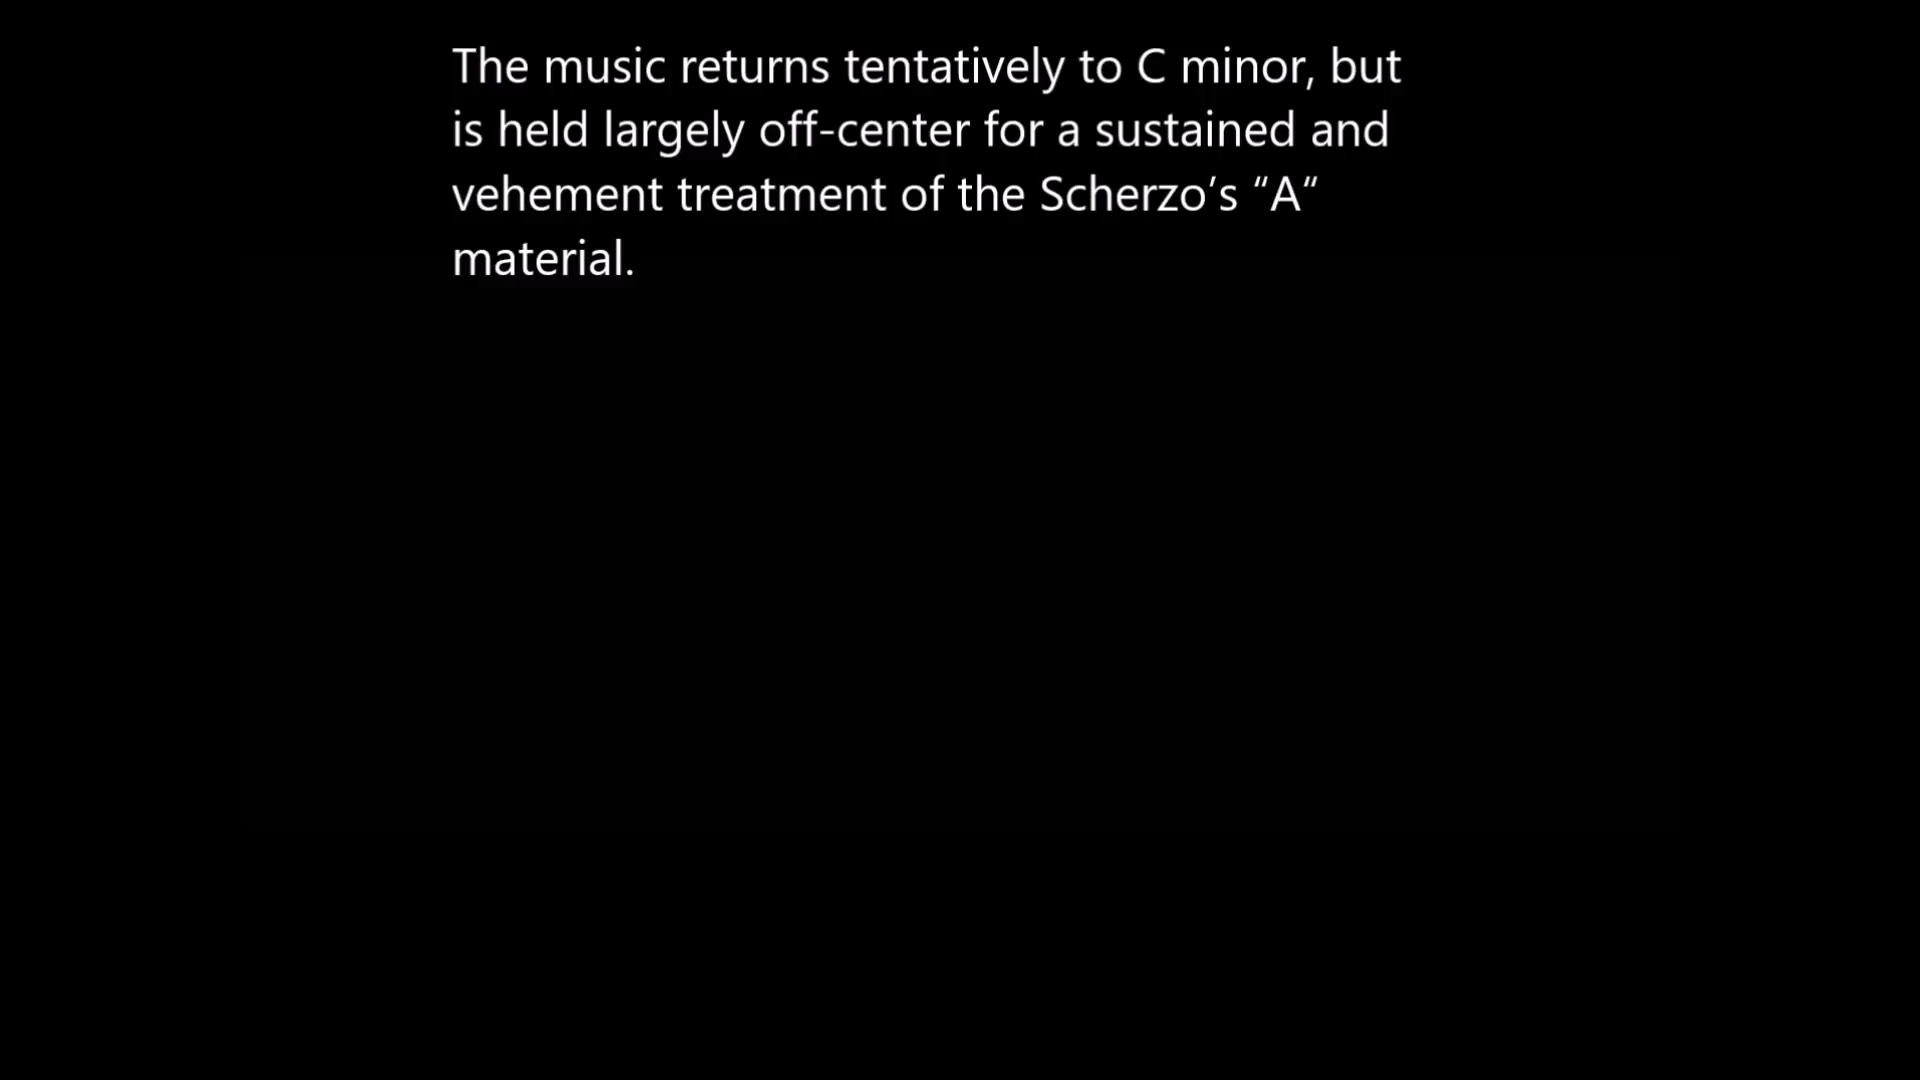 The music returns tentatively to C minor, but
is held largely off-center for a sustained and
vehement treatment of the Scherzo’s “A“
material.